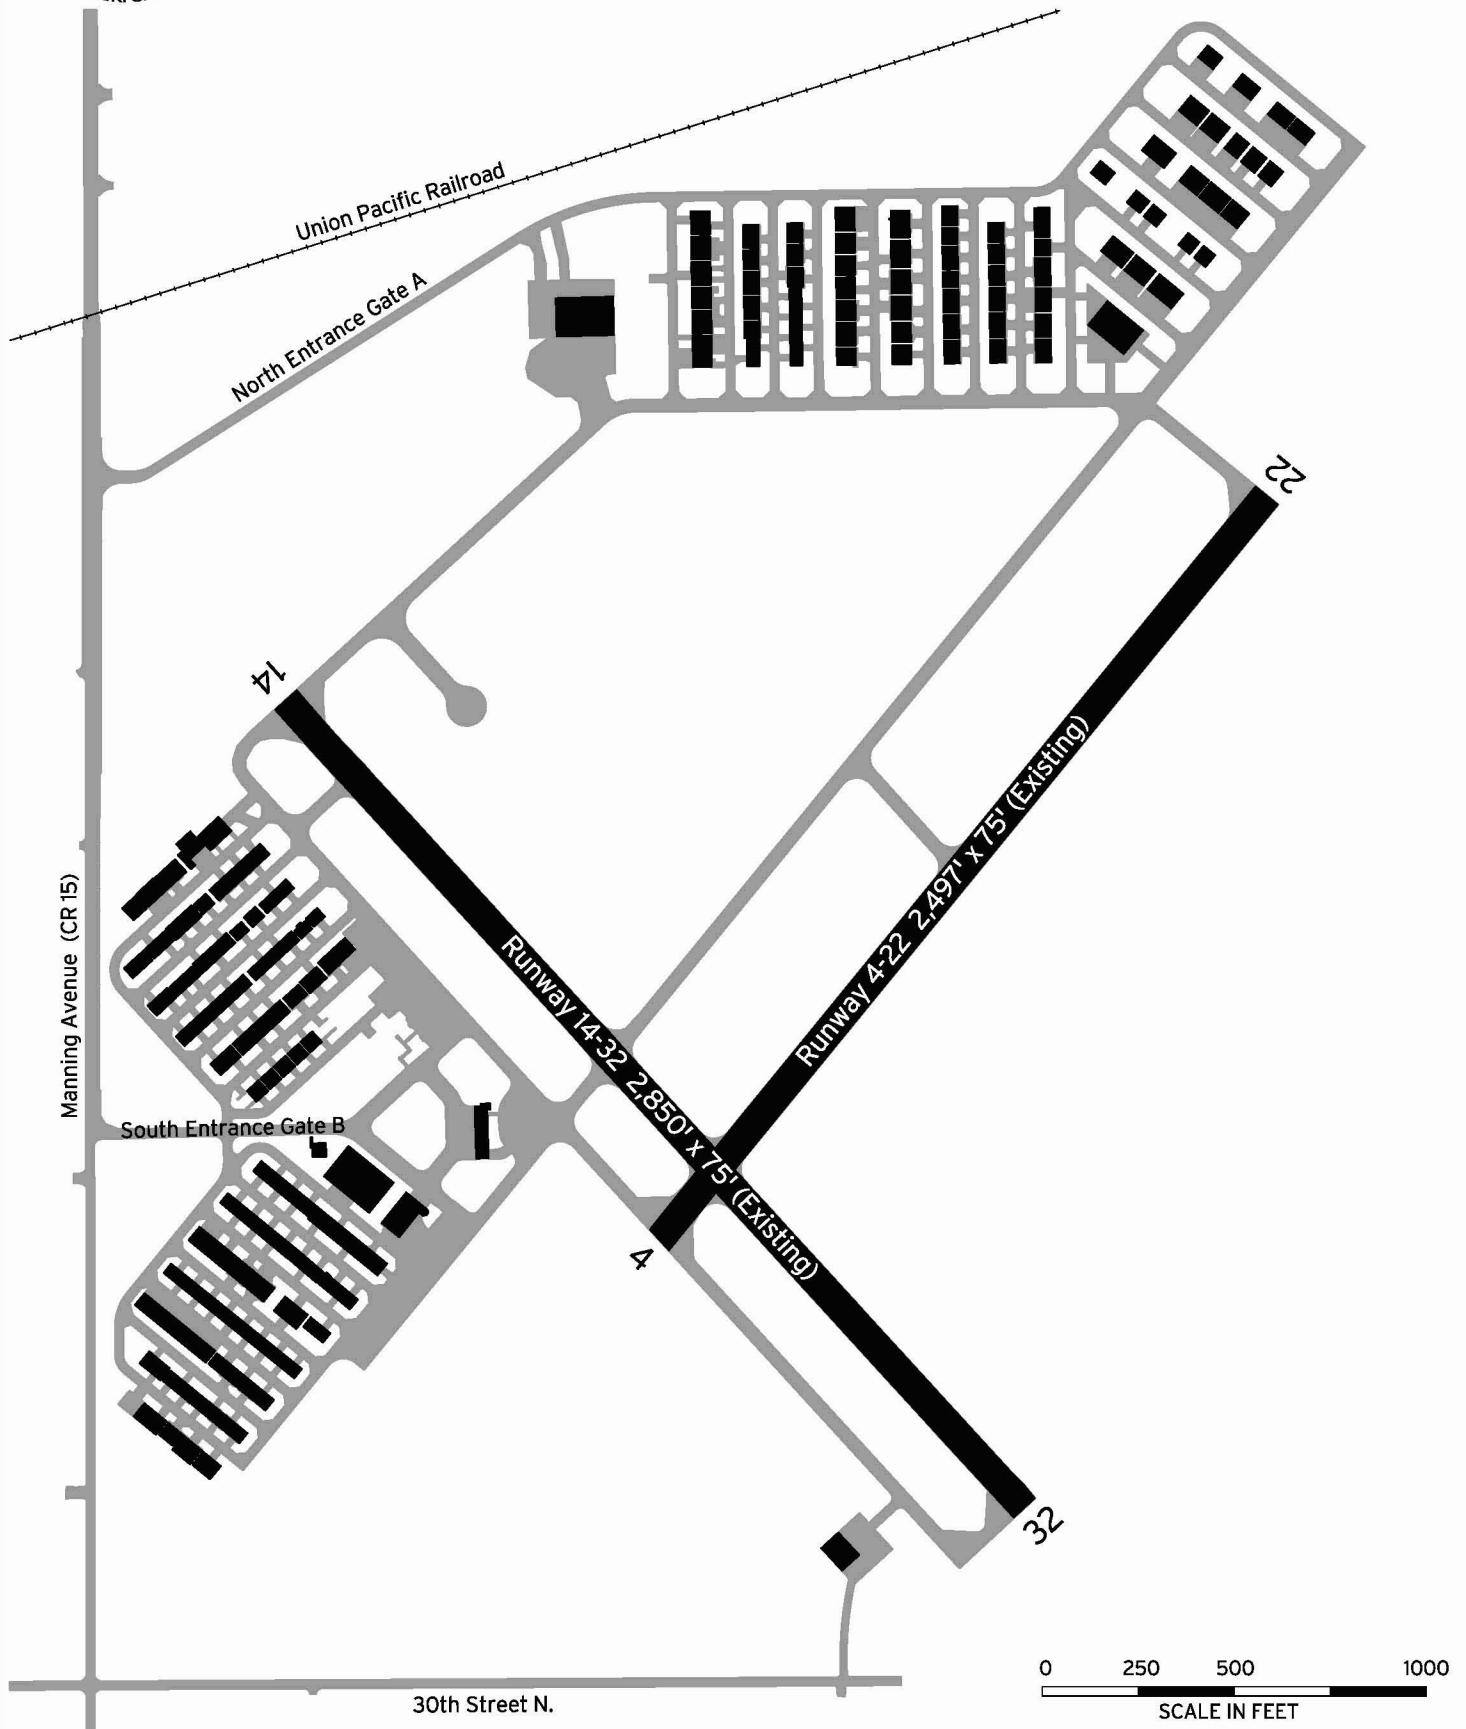 Union Pacific Railroad
North Entrance Gate A
22
14
Runway 4-22 2,497' x 75' (Existing)
Manning Avenue (CR 15)
Runway 14-32 2,850' x 75' (Existing)
South Entrance Gate B
4
32
0 250 500 1000
SCALE IN FEET
30th Street N.